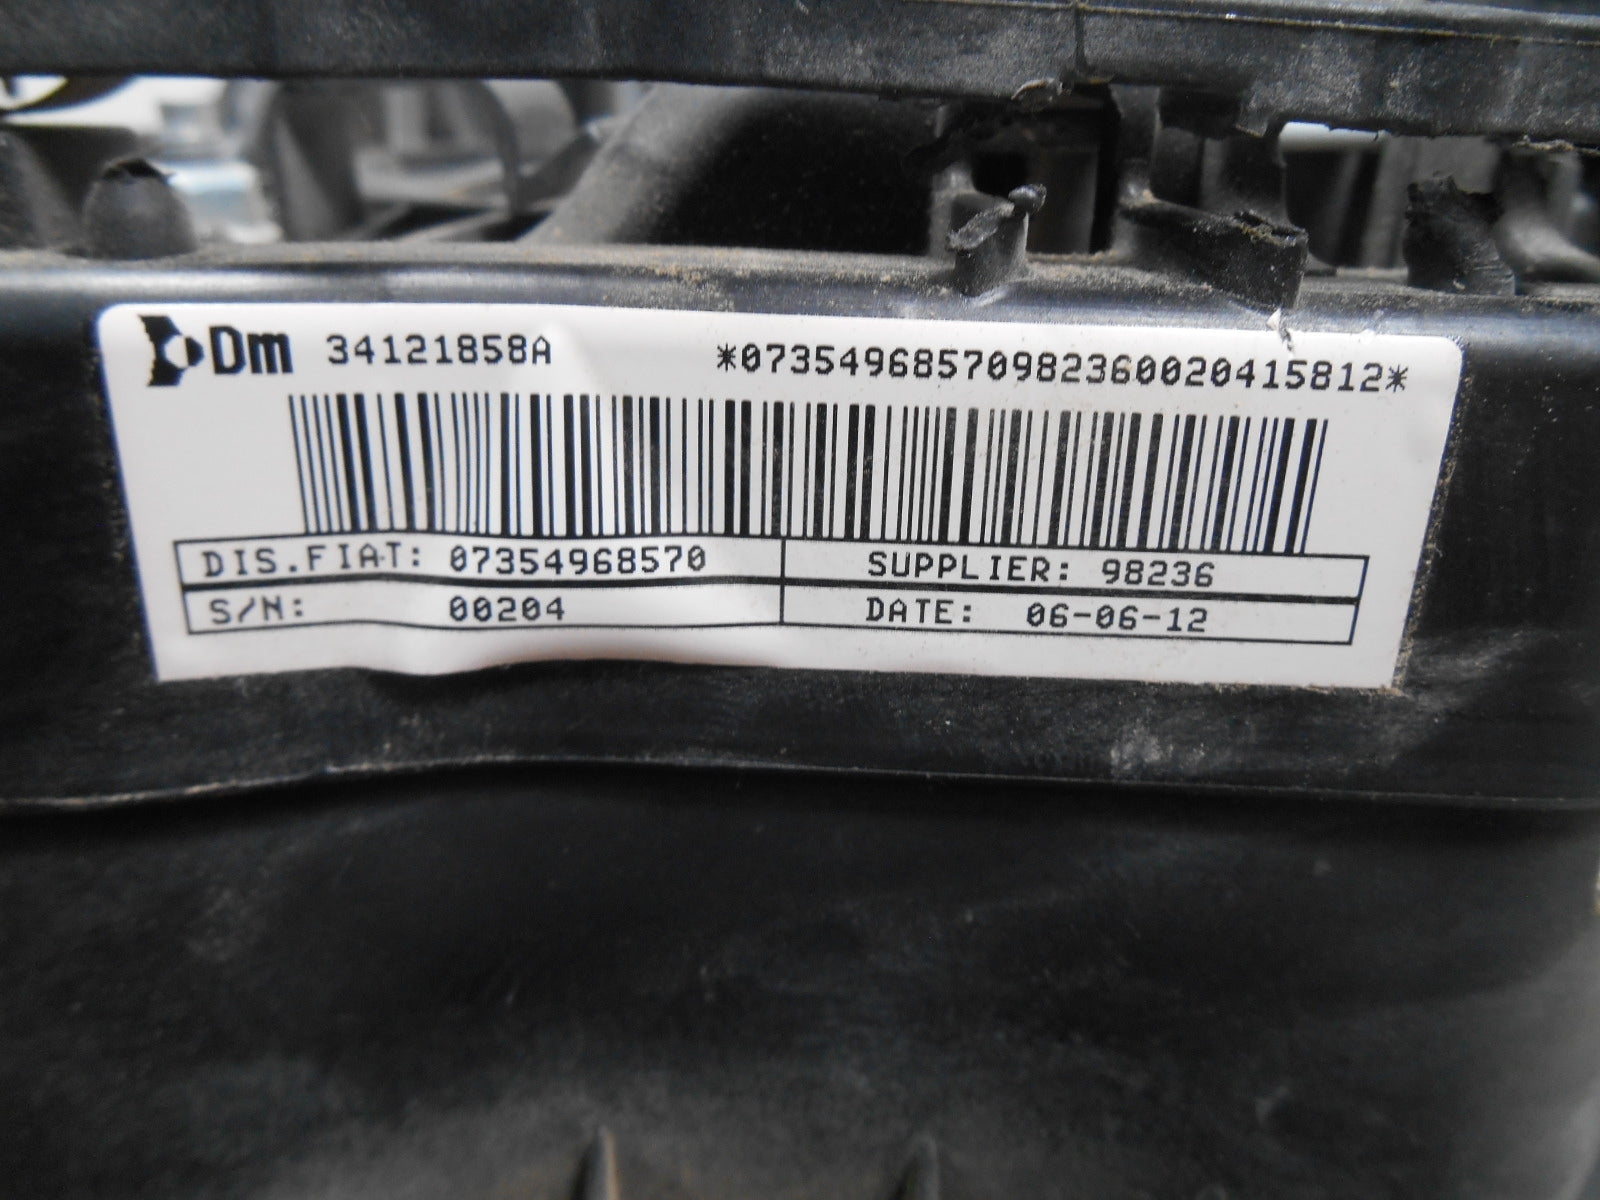 Dm 34121858A *07354968570982360020415812*
DIS.FIAT: 07354968570 SUPPLIER: 98236
S/N: 00204 DATE: 06-06-12